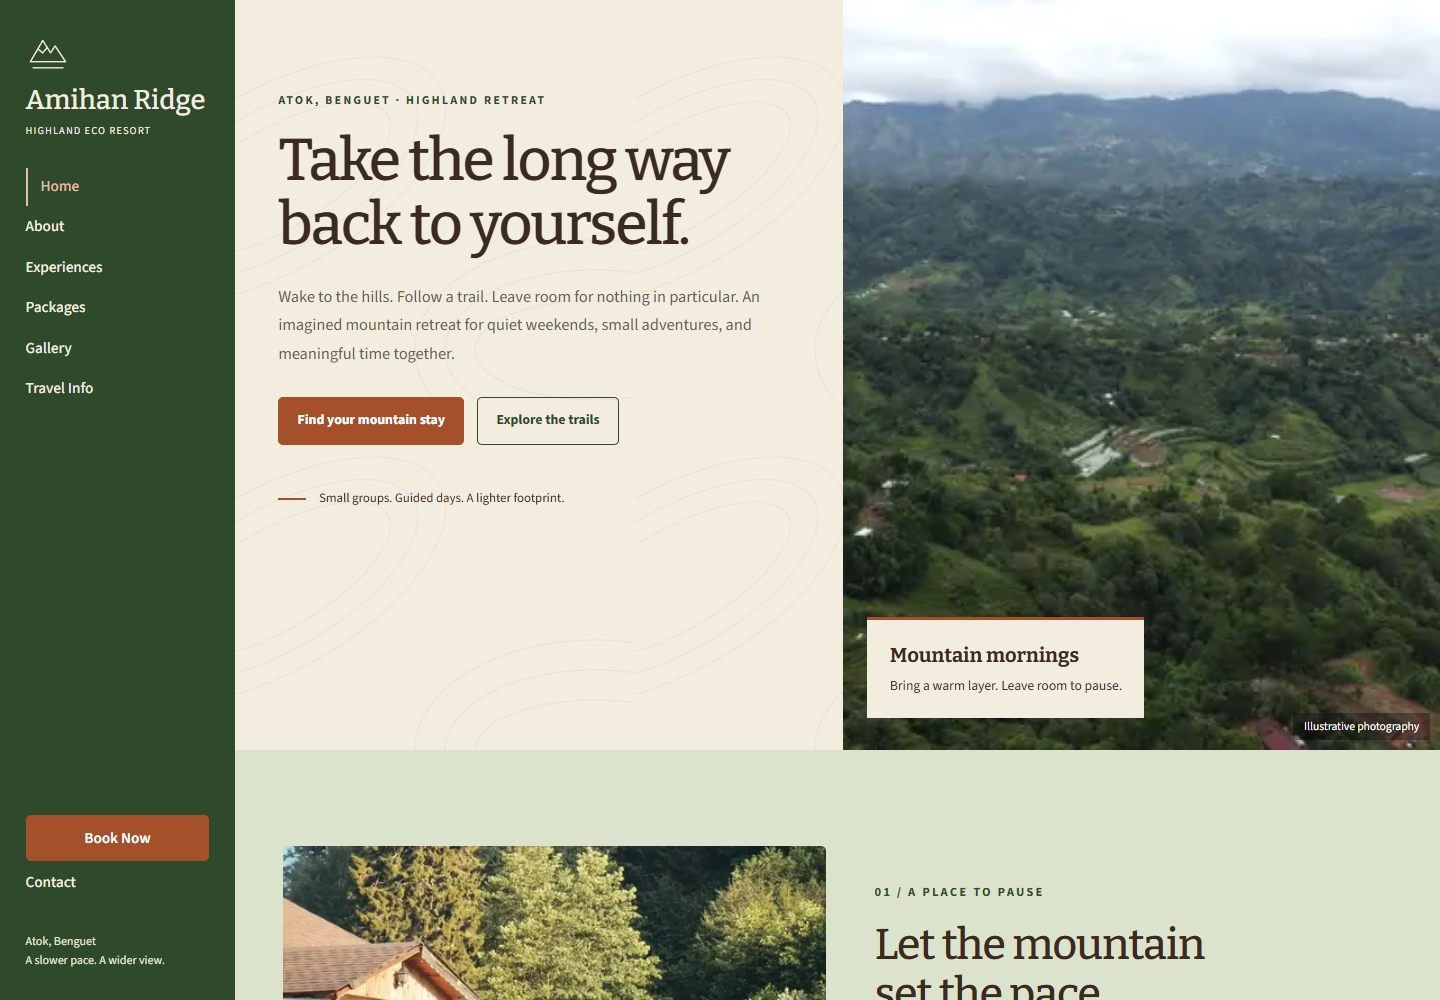 Amihan Ridge
HIGHLAND ECO RESORT
Home
About
Experiences
Packages
Gallery
Travel Info
Book Now
Contact
Atok, Benguet
A slower pace. A wider view.
ATOK, BENGUET · HIGHLAND RETREAT
Take the long way
back to yourself.
Wake to the hills. Follow a trail. Leave room for nothing in particular. An
imagined mountain retreat for quiet weekends, small adventures, and
meaningful time together.
Find your mountain stay
Explore the trails
Small groups. Guided days. A lighter footprint.
Mountain mornings
Bring a warm layer. Leave room to pause.
Illustrative photography
01 / A PLACE TO PAUSE
Let the mountain
set the pace